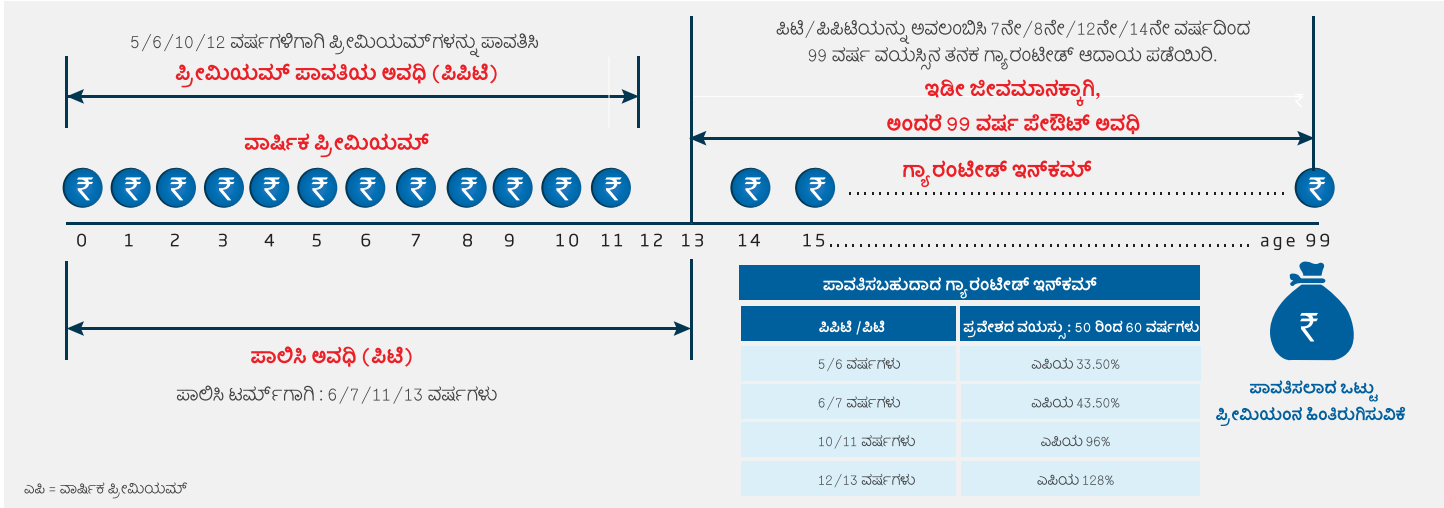 5/6/10/12 ವರ್ಷಗಳಿಗಾಗಿ ಪ್ರೀಮಿಯಮ್‌ಗಳನ್ನು ಪಾವತಿಸಿ
ಪ್ರೀಮಿಯಮ್ ಪಾವತಿಯ ಅವಧಿ (ಪಿಪಿಟಿ)
ವಾರ್ಷಿಕ ಪ್ರೀಮಿಯಮ್
ಪಿಟಿ/ಪಿಪಿಟಿಯನ್ನು ಅವಲಂಬಿಸಿ 7ನೇ/8ನೇ/12ನೇ/14ನೇ ವರ್ಷದಿಂದ
99 ವರ್ಷ ವಯಸ್ಸಿನ ತನಕ ಗ್ಯಾರಂಟೀಡ್ ಆದಾಯ ಪಡೆಯಿರಿ.
ಇಡೀ ಜೀವಮಾನಕ್ಕಾಗಿ,
ಅಂದರೆ 99 ವರ್ಷ ಪೇಔಟ್ ಅವಧಿ
ಗ್ಯಾರಂಟೀಡ್ ಇನ್‌ಕಮ್
₹ ₹ ₹ ₹ ₹ ₹ ₹ ₹ ₹ ₹ ₹ ₹ ₹ ₹ ........ ₹
0 1 2 3 4 5 6 7 8 9 10 11 12 13 14 15........ age 99
ಪಾಲಿಸಿ ಅವಧಿ (ಪಿಟಿ)
ಪಾಲಿಸಿ ಟರ್ಮ್‌ಗಾಗಿ : 6/7/11/13 ವರ್ಷಗಳು
ಪಾವತಿಸಬಹುದಾದ ಗ್ಯಾರಂಟೀಡ್ ಇನ್‌ಕಮ್
ಪಿಪಿಟಿ /ಪಿಟಿ ಪ್ರವೇಶದ ವಯಸ್ಸು : 50 ರಿಂದ 60 ವರ್ಷಗಳು
5/6 ವರ್ಷಗಳು ಎಪಿಯ 33.50%
6/7 ವರ್ಷಗಳು ಎಪಿಯ 43.50%
10/11 ವರ್ಷಗಳು ಎಪಿಯ 96%
12/13 ವರ್ಷಗಳು ಎಪಿಯ 128%
₹
ಪಾವತಿಸಲಾದ ಒಟ್ಟು
ಪ್ರೀಮಿಯಂನ ಹಿಂತಿರುಗಿಸುವಿಕೆ
ಎಪಿ = ವಾರ್ಷಿಕ ಪ್ರೀಮಿಯಮ್